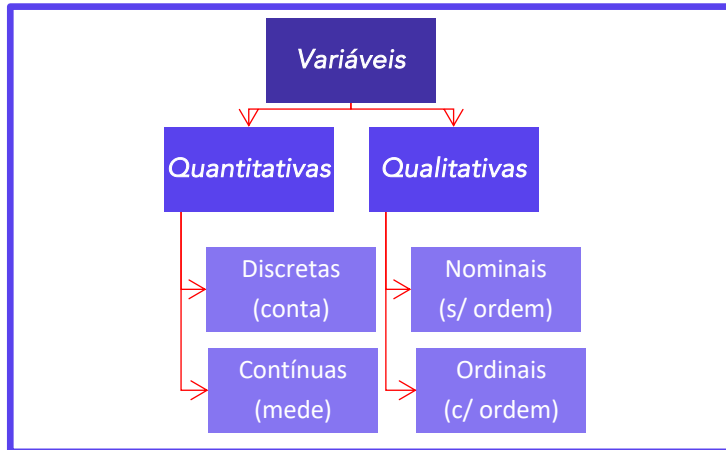 Variáveis
Quantitativas
Qualitativas
Discretas
(conta)
Nominais
(s/ ordem)
Contínuas
(mede)
Ordinais
(c/ ordem)